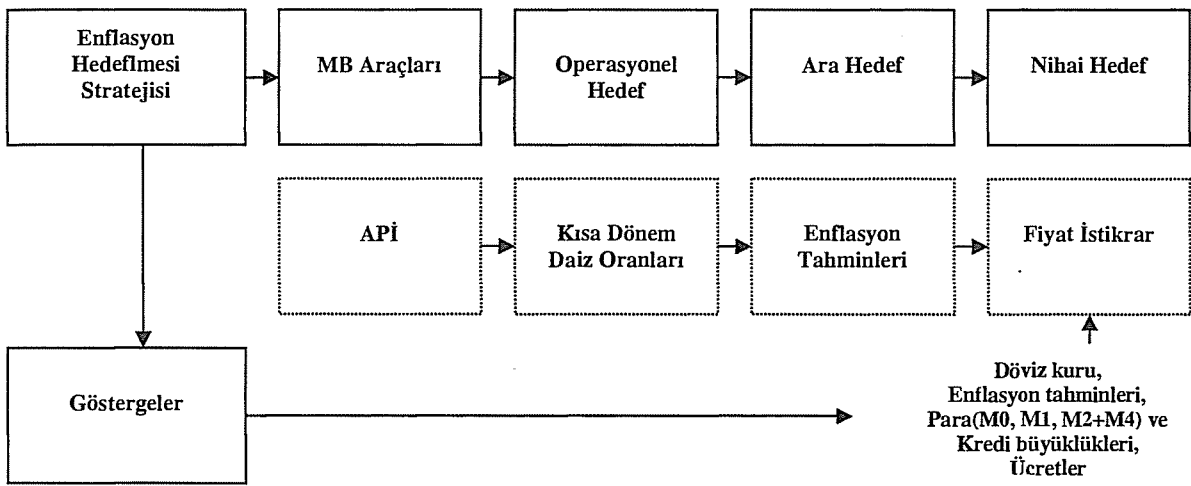 Enflasyon
Hedeflmesi
Stratejisi
MB Araçları
Operasyonel
Hedef
Ara Hedef
Nihai Hedef
APİ
Kısa Dönem
Daiz Oranları
Enflasyon
Tahminleri
Fiyat İstikrar
Göstergeler
Döviz kuru,
Enflasyon tahminleri,
Para(M0, M1, M2+M4) ve
Kredi büyüklükleri,
Ücretler